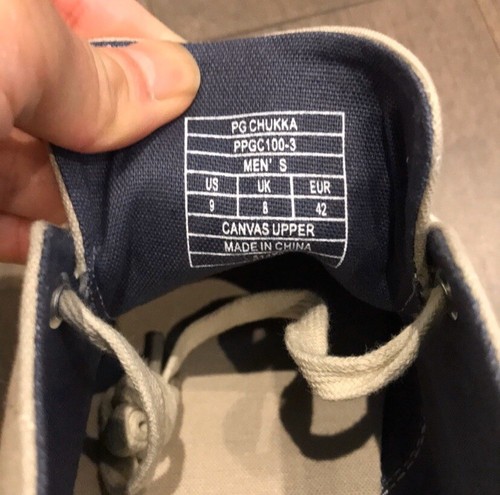 PG CHUKKA
PPGC100-3
MEN' S
US UK EUR
9 8 42
CANVAS UPPER
MADE IN CHINA